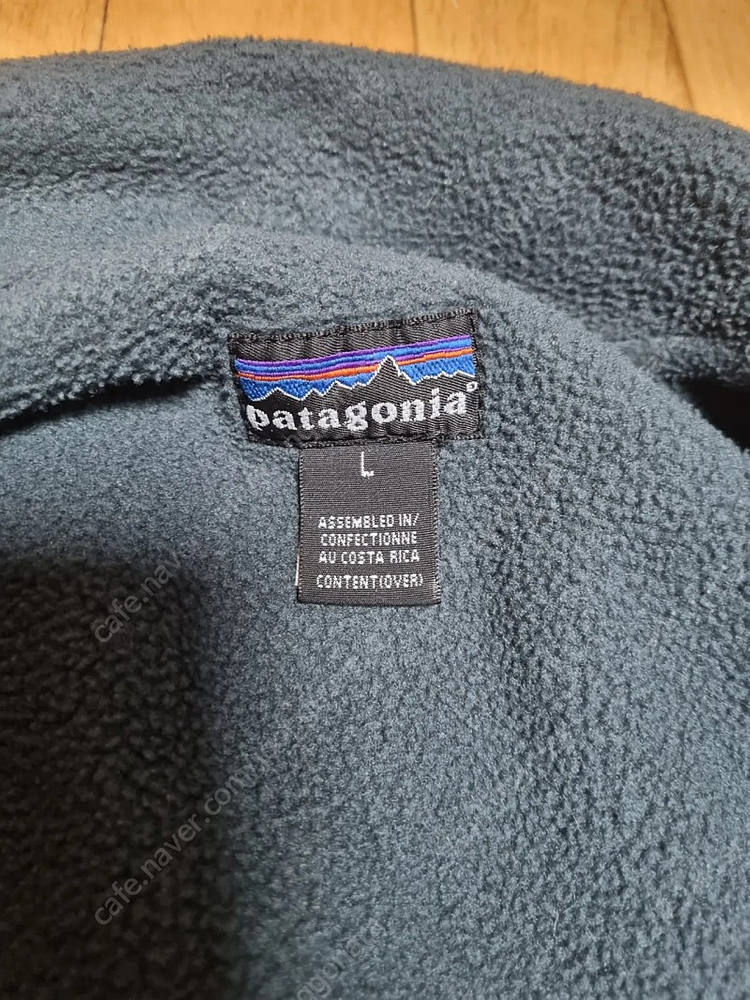 patagonia®
L
ASSEMBLED IN/
CONFECTIONNE
AU COSTA RICA
CONTENT(OVER)
cafe.naver.com
cafe.naver.com